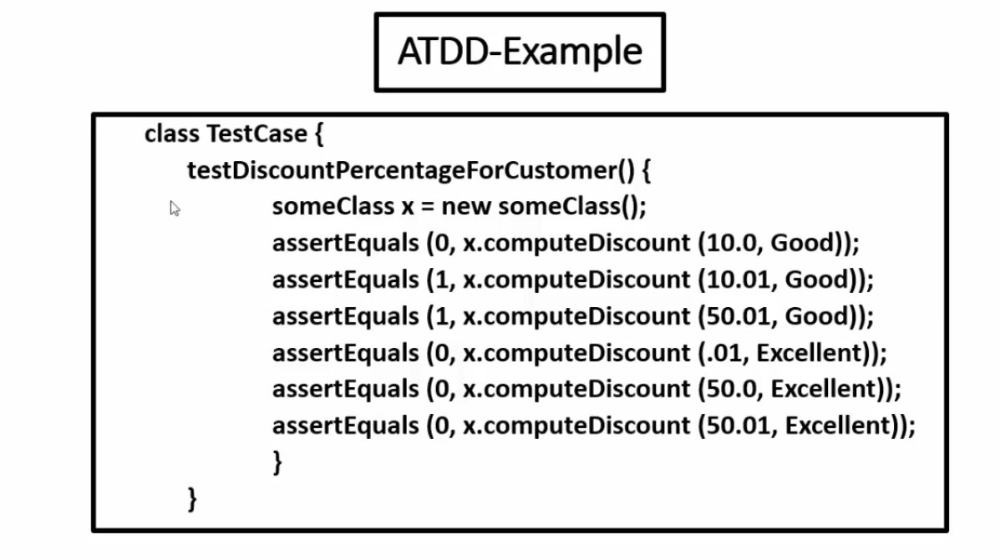 ATDD-Example
class TestCase {
testDiscountPercentageForCustomer() {
someClass x = new someClass();
assertEquals (0, x.computeDiscount (10.0, Good));
assertEquals (1, x.computeDiscount (10.01, Good));
assertEquals (1, x.computeDiscount (50.01, Good));
assertEquals (0, x.computeDiscount (.01, Excellent));
assertEquals (0, x.computeDiscount (50.0, Excellent));
assertEquals (0, x.computeDiscount (50.01, Excellent));
}
}